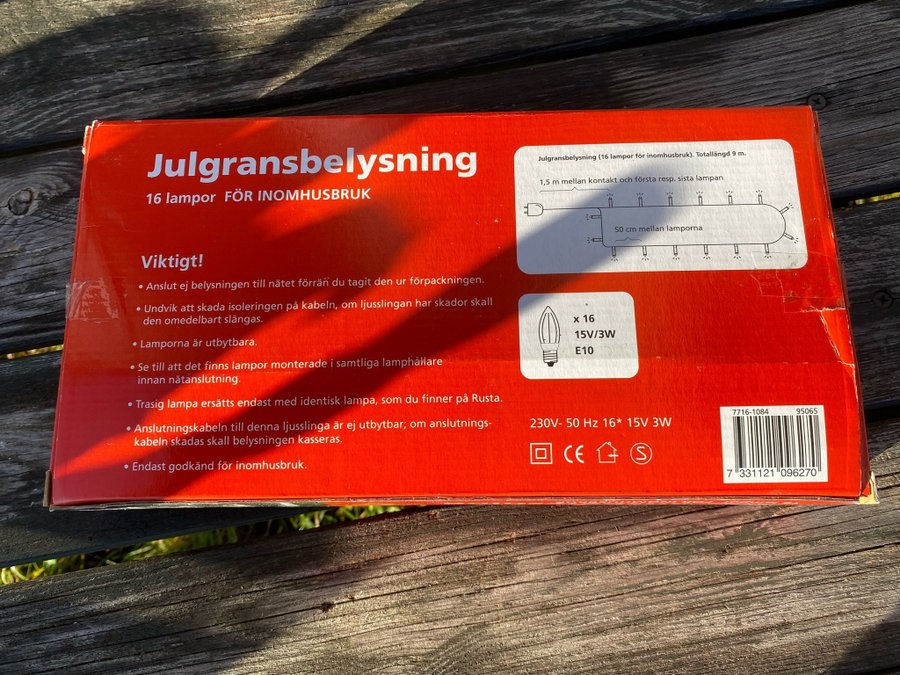 Julgransbelysning
16 lampor FÖR INOMHUSBRUK
Viktigt!
• Anslut ej belysningen till nätet förrän du tagit den ur förpackningen.
• Undvik att skada isoleringen på kabeln, om ljusslingan har skador skall
den omedelbart slängas.
• Lamporna är utbytbara.
• Se till att det finns lampor monterade i samtliga lamphållare
innan nätanslutning.
• Trasig lampa ersätts endast med identisk lampa, som du finner på Rusta.
• Anslutningskabeln till denna ljusslinga är ej utbytbar; om anslutnings-
kabeln skadas skall belysningen kasseras.
• Endast godkänd för inomhusbruk.
Julgransbelysning (16 lampor för inomhusbruk). Totallängd 9 m.
1,5 m mellan kontakt och första resp. sista lampan
50 cm mellan lamporna
x 16
15V/3W
E10
230V- 50 Hz 16* 15V 3W
CE S
7716-1084 95065
7 331121 096270